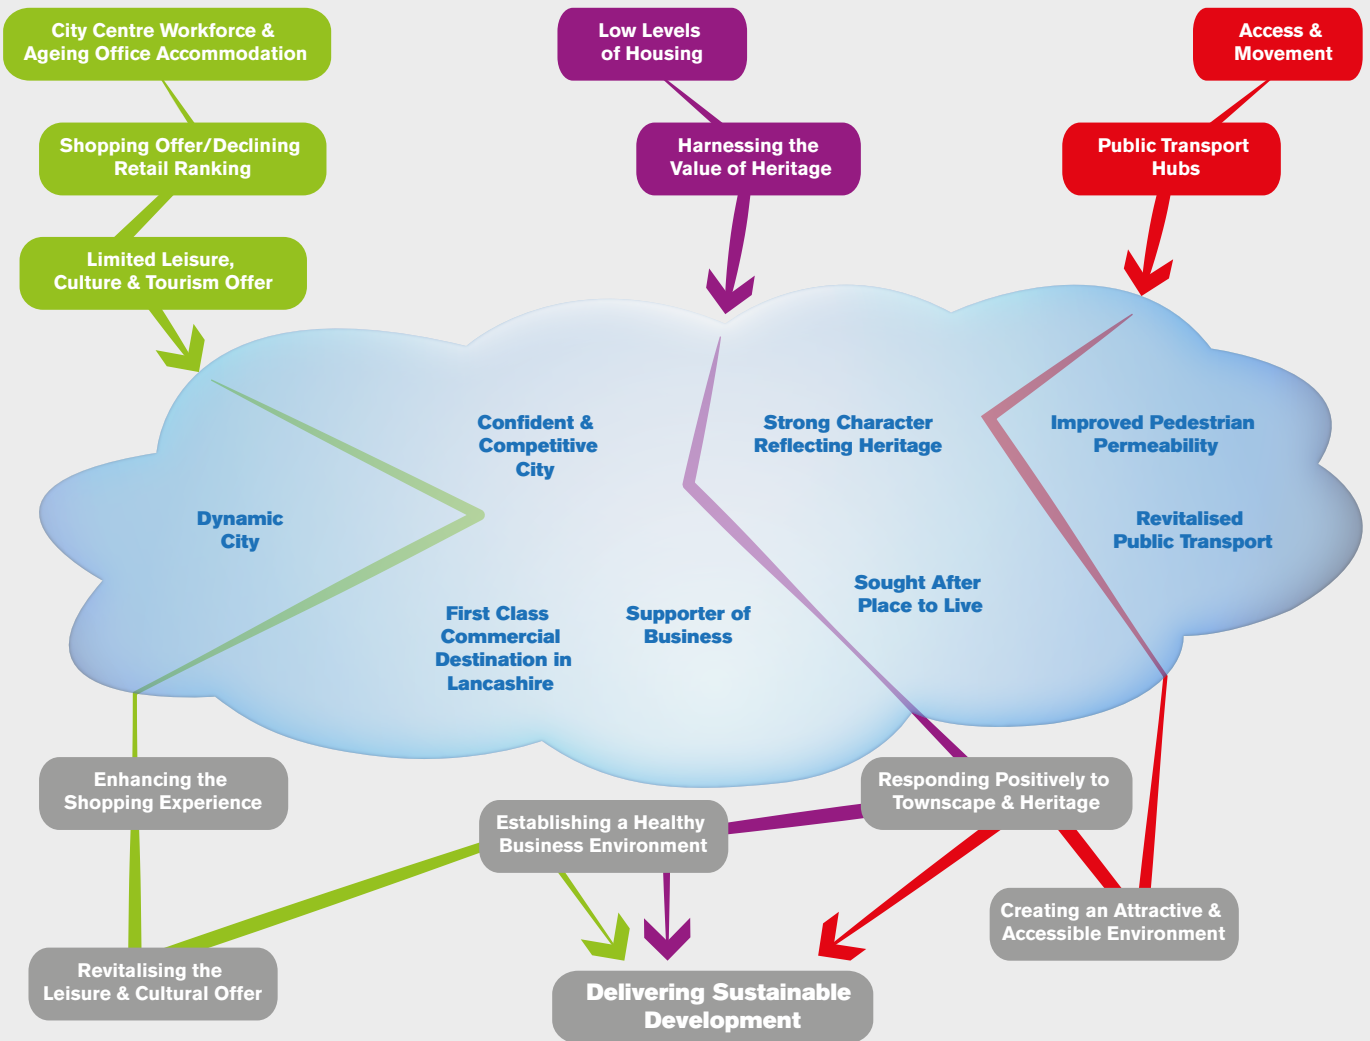 City Centre Workforce &
Ageing Office Accommodation
Low Levels
of Housing
Access &
Movement
Shopping Offer/Declining
Retail Ranking
Harnessing the
Value of Heritage
Public Transport
Hubs
Limited Leisure,
Culture & Tourism Offer
Confident &
Competitive
City
Strong Character
Reflecting Heritage
Improved Pedestrian
Permeability
Dynamic
City
Revitalised
Public Transport
First Class
Commercial
Destination in
Lancashire
Supporter of
Business
Sought After
Place to Live
Enhancing the
Shopping Experience
Establishing a Healthy
Business Environment
Responding Positively to
Townscape & Heritage
Creating an Attractive &
Accessible Environment
Revitalising the
Leisure & Cultural Offer
Delivering Sustainable
Development